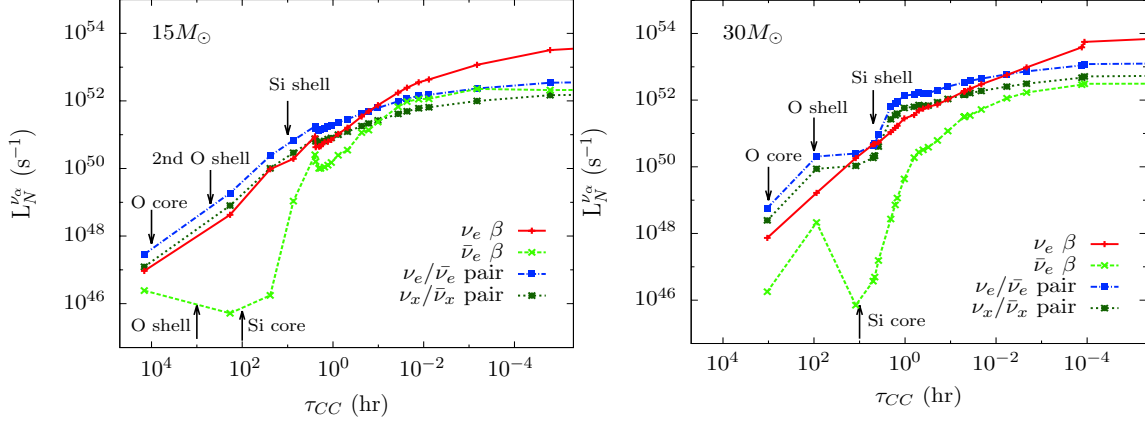 15M⊙
10^54
10^52
10^50
10^48
10^46
L_N^{ν_α} (s^{-1})
Si shell
2nd O shell
O core
O shell
Si core
ν_e β
ν̄_e β
ν_e/ν̄_e pair
ν_x/ν̄_x pair
10^4 10^2 10^0 10^{-2} 10^{-4}
τ_{CC} (hr)
30M⊙
10^54
10^52
10^50
10^48
10^46
L_N^{ν_α} (s^{-1})
Si shell
O shell
O core
Si core
ν_e β
ν̄_e β
ν_e/ν̄_e pair
ν_x/ν̄_x pair
10^4 10^2 10^0 10^{-2} 10^{-4}
τ_{CC} (hr)